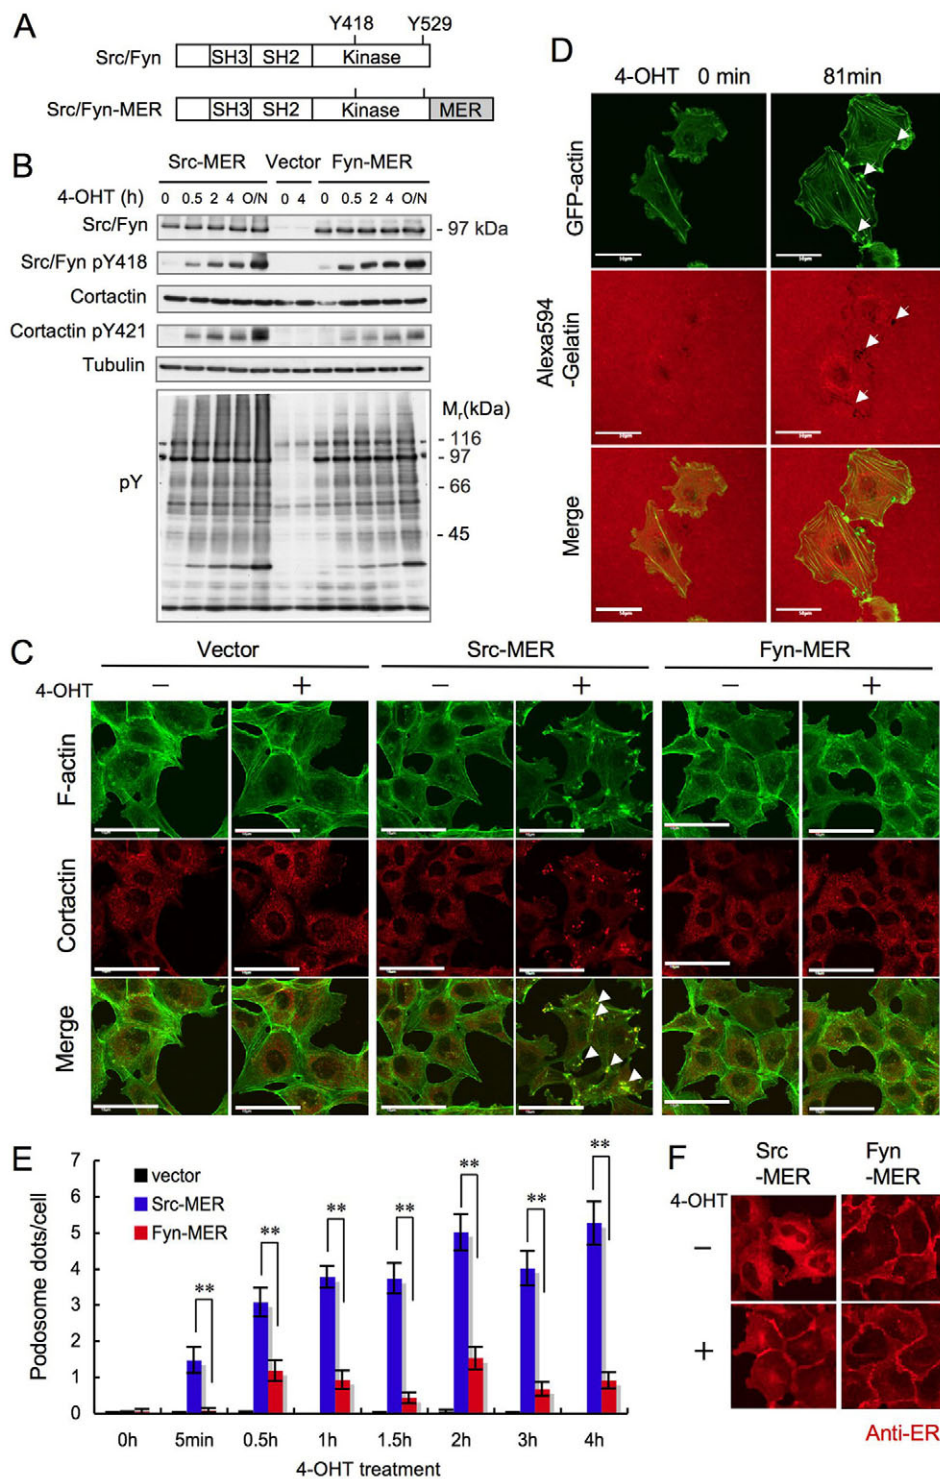 A
Y418 Y529
Src/Fyn SH3 SH2 Kinase
Src/Fyn-MER SH3 SH2 Kinase MER
B
Src-MER Vector Fyn-MER
4-OHT (h) 0 0.5 2 4 O/N 0 4 0 0.5 2 4 O/N
Src/Fyn - 97 kDa
Src/Fyn pY418
Cortactin
Cortactin pY421
Tubulin
Mr(kDa)
- 116
- 97
pY
- 66
- 45
D
4-OHT 0 min 81min
GFP-actin
Alexa594
-Gelatin
Merge
C
Vector Src-MER Fyn-MER
4-OHT − + − + − +
F-actin
Cortactin
Merge
E
Podosome dots/cell
7
6
5
4
3
2
1
0
vector
Src-MER
Fyn-MER
** ** ** ** ** ** **
0h 5min 0.5h 1h 1.5h 2h 3h 4h
4-OHT treatment
F
Src
-MER
Fyn
-MER
4-OHT
−
+
Anti-ER